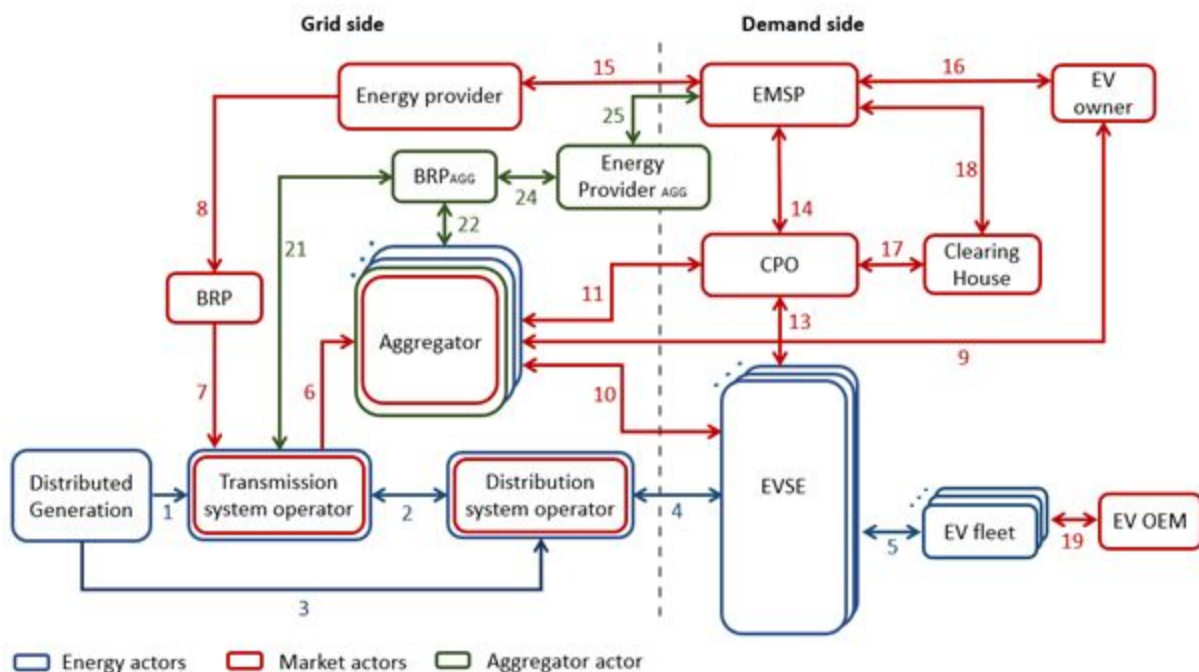 Grid side
Demand side
15
16
Energy provider
EMSP
EV
owner
25
BRPAGG
24
Energy
Provider AGG
18
8
21
22
14
CPO
17
Clearing
House
BRP
11
13
Aggregator
9
7
6
10
Distributed
Generation
1
Transmission
system operator
2
Distribution
system operator
4
EVSE
5
EV fleet
19
EV OEM
3
Energy actors
Market actors
Aggregator actor